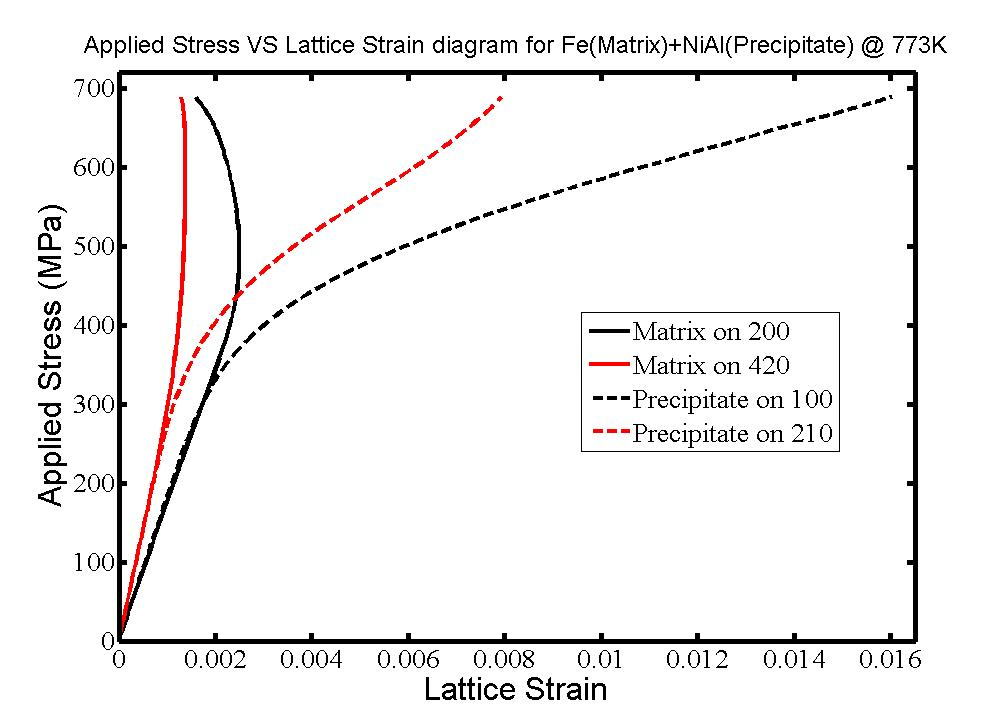 Applied Stress VS Lattice Strain diagram for Fe(Matrix)+NiAl(Precipitate) @ 773K
700
600
500
400
300
200
100
0
Applied Stress (MPa)
Matrix on 200
Matrix on 420
Precipitate on 100
Precipitate on 210
0 0.002 0.004 0.006 0.008 0.01 0.012 0.014 0.016
Lattice Strain